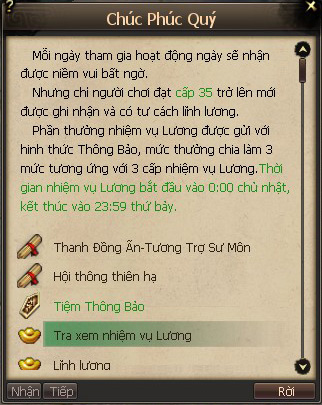 Chúc Phúc Quý
Mỗi ngày tham gia hoạt động ngày sẽ nhận
được niềm vui bất ngờ.
Nhưng chỉ người chơi đạt cấp 35 trở lên mới
được ghi nhận và có tư cách lĩnh lương.
Phần thưởng nhiệm vụ Lương được gửi với
hình thức Thông Bảo, mức thưởng chia làm 3
mức tương ứng với 3 cấp nhiệm vụ Lương.Thời
gian nhiệm vụ Lương bắt đầu vào 0:00 chủ nhật,
kết thúc vào 23:59 thứ bảy.
Thanh Đồng Ấn-Tương Trợ Sư Môn
Hội thông thiên hạ
Tiệm Thông Bảo
Tra xem nhiệm vụ Lương
Lĩnh lương
Nhận Tiếp Rời